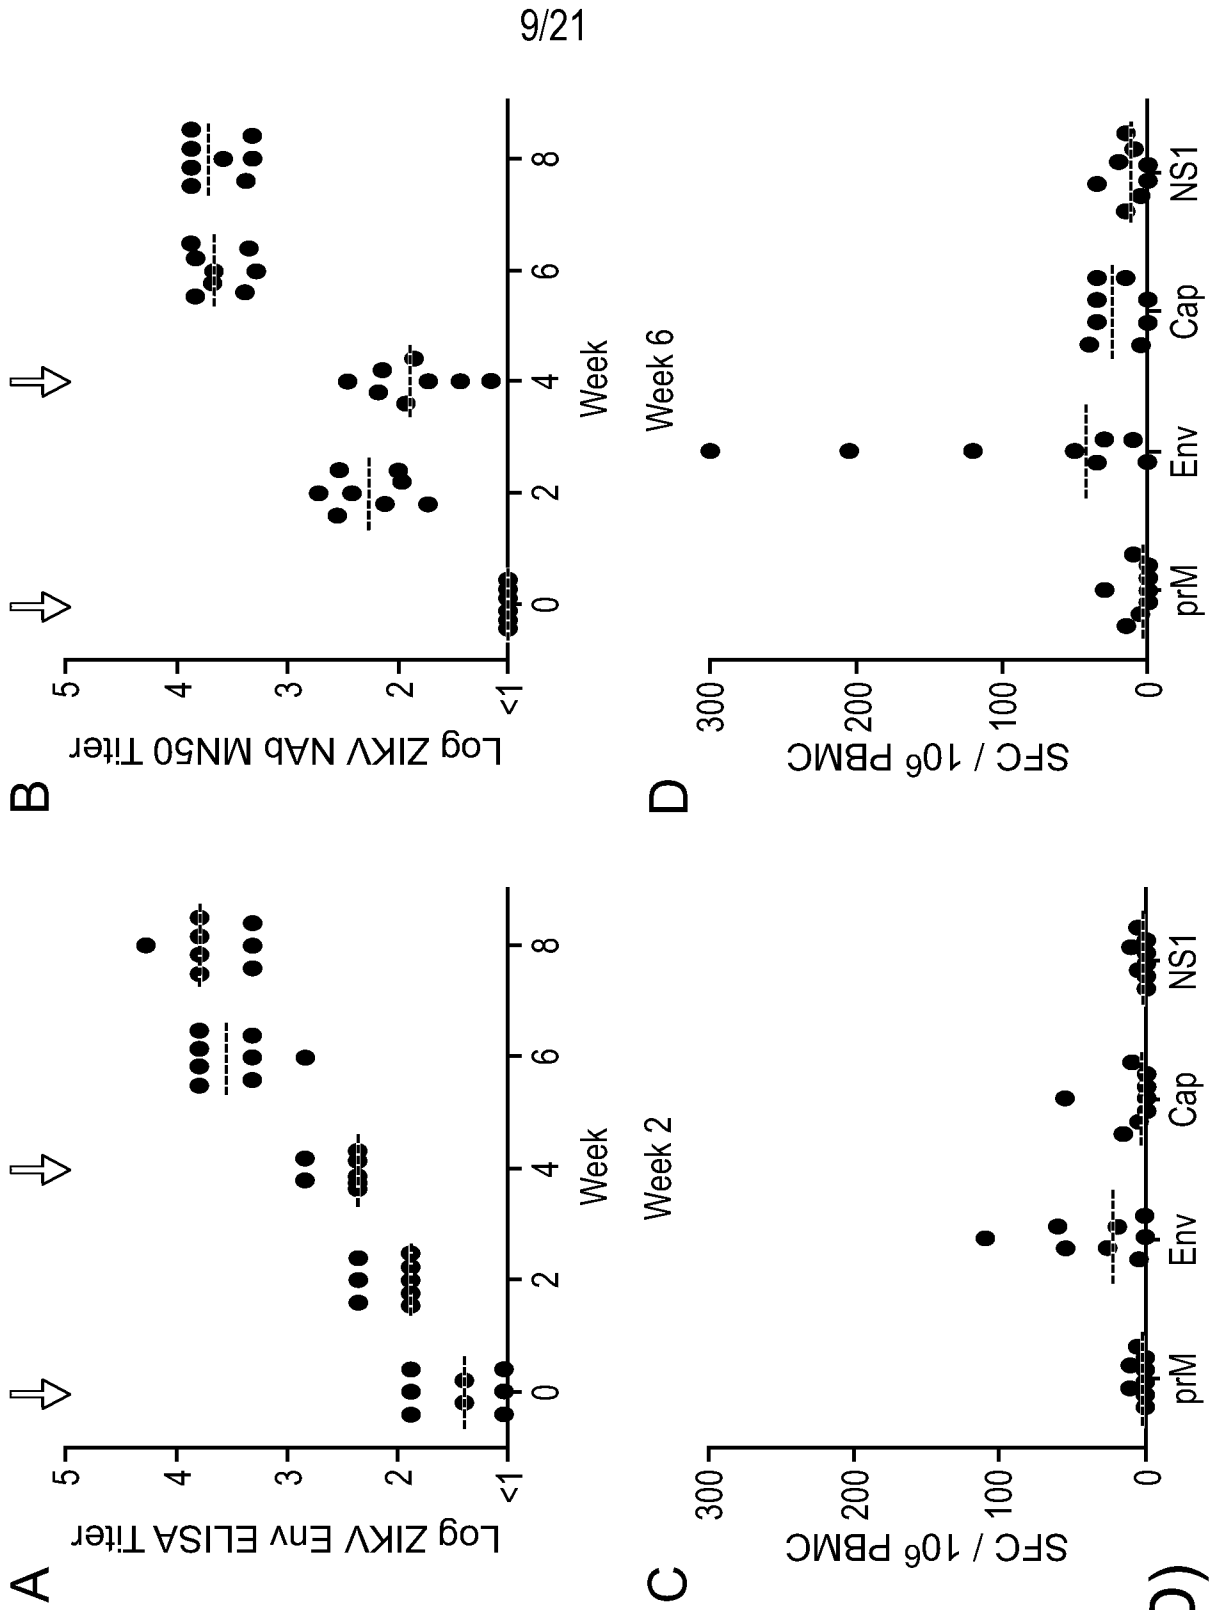 9/21
A
Log ZIKV Env ELISA Titer
5
4
3
2
<1
0
2
4
6
8
Week
B
Log ZIKV NAb MN50 Titer
5
4
3
2
<1
0
2
4
6
8
Week
C
Week 2
SFC / 10⁶ PBMC
300
200
100
0
prM
Env
Cap
NS1
D
Week 6
SFC / 10⁶ PBMC
300
200
100
0
prM
Env
Cap
NS1
)